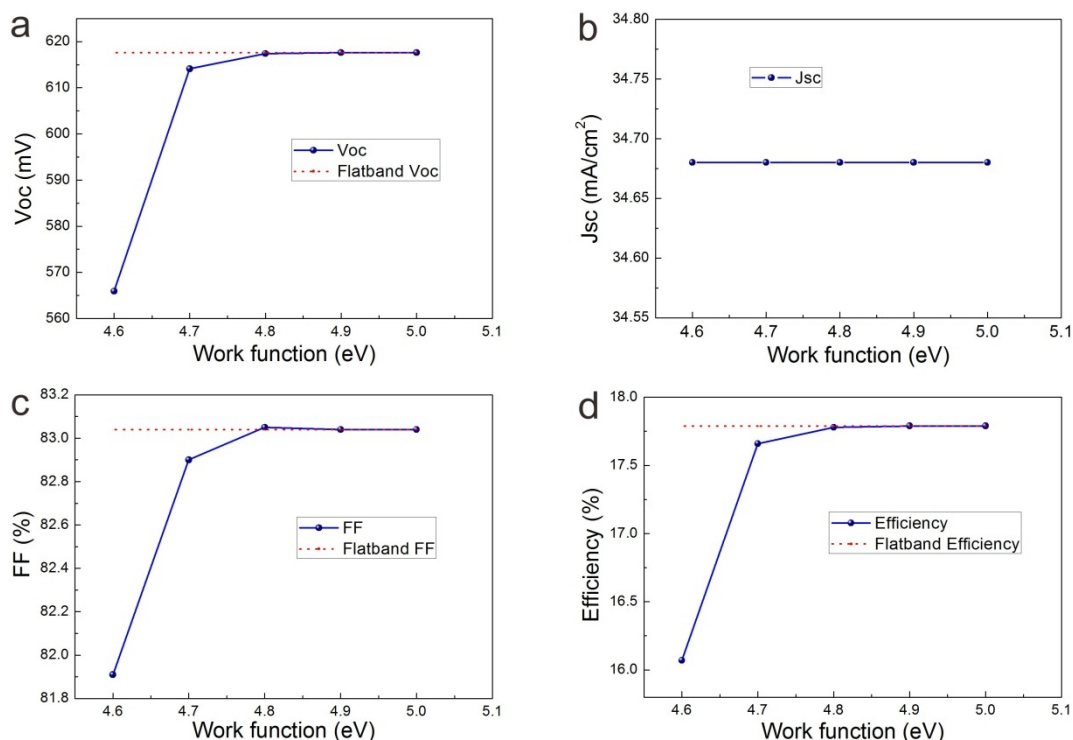 a
620
610
600
590
580
570
560
4.6 4.7 4.8 4.9 5.0 5.1
Voc (mV)
Work function (eV)
Voc
Flatband Voc
b
34.80
34.75
34.70
34.65
34.60
34.55
4.6 4.7 4.8 4.9 5.0 5.1
Jsc (mA/cm²)
Work function (eV)
Jsc
c
83.2
83.0
82.8
82.6
82.4
82.2
82.0
81.8
4.6 4.7 4.8 4.9 5.0 5.1
FF (%)
Work function (eV)
FF
Flatband FF
d
18.0
17.5
17.0
16.5
16.0
4.6 4.7 4.8 4.9 5.0 5.1
Efficiency (%)
Work function (eV)
Efficiency
Flatband Efficiency